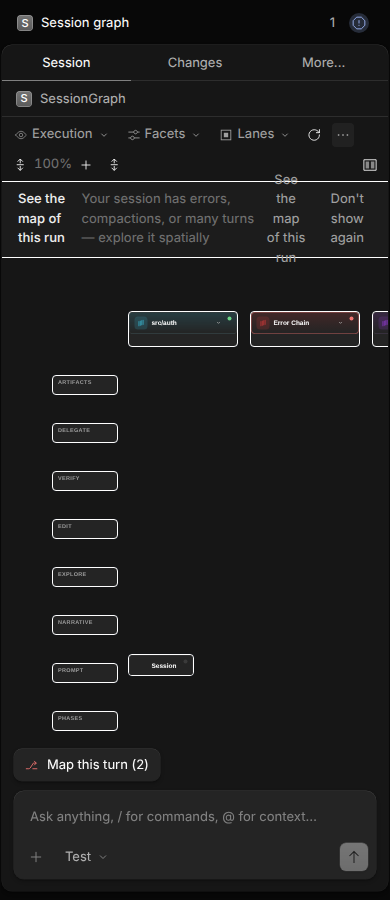 S Session graph 1
Session Changes More...
S SessionGraph
Execution Facets Lanes
100%
See the map of this run
Your session has errors, compactions, or many turns — explore it spatially
See the map of this run
Don't show again
src/auth Error Chain
ARTIFACTS
DELEGATE
VERIFY
EDIT
EXPLORE
NARRATIVE
Session
PROMPT
PHASES
Map this turn (2)
Ask anything, / for commands, @ for context...
Test